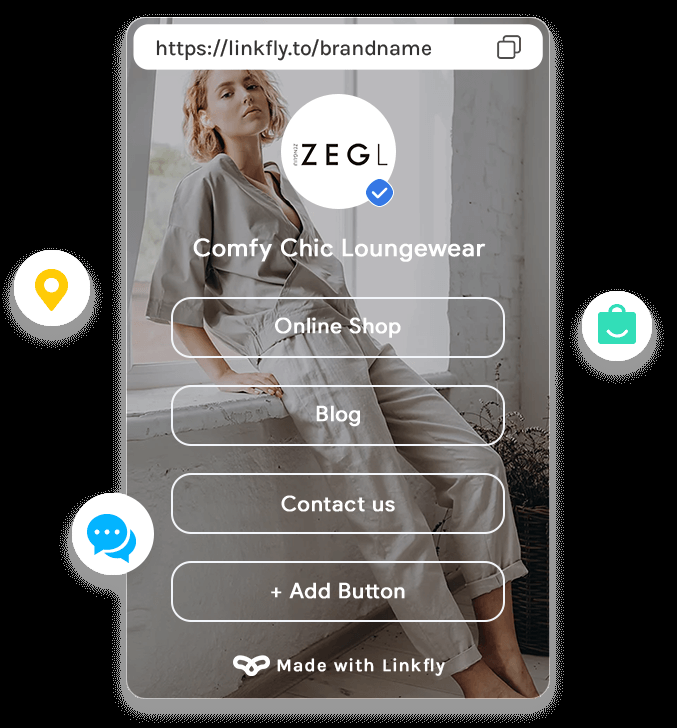 https://linkfly.to/brandname
ZEGL
Comfy Chic Loungewear
Online Shop
Blog
Contact us
+ Add Button
Made with Linkfly